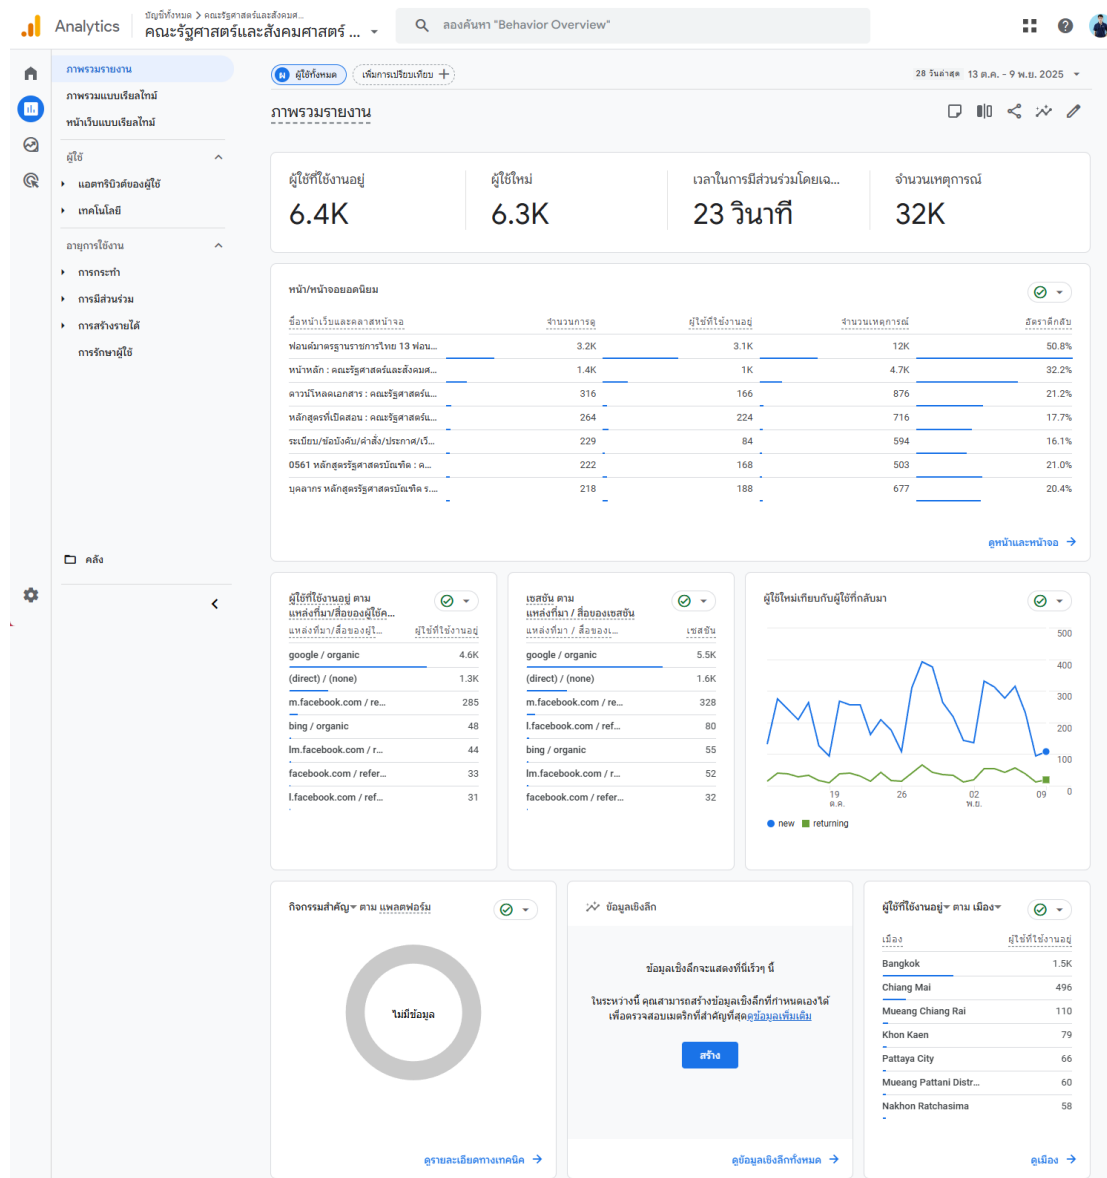 Analytics
บัญชีทั้งหมด > คณะรัฐศาสตร์และสังคมศ...
คณะรัฐศาสตร์และสังคมศาสตร์ ...
ลองค้นหา "Behavior Overview"
ภาพรวมรายงาน
ภาพรวมแบบเรียลไทม์
หน้าเว็บแบบเรียลไทม์
ผู้ใช้
แอตทริบิวต์ของผู้ใช้
เทคโนโลยี
อายุการใช้งาน
การกระทำ
การมีส่วนร่วม
การสร้างรายได้
การรักษาผู้ใช้
คลัง
ผ ผู้ใช้ทั้งหมด
เพิ่มการเปรียบเทียบ +
28 วันล่าสุด 13 ต.ค. - 9 พ.ย. 2025
ภาพรวมรายงาน
ผู้ใช้ที่ใช้งานอยู่
6.4K
ผู้ใช้ใหม่
6.3K
เวลาในการมีส่วนร่วมโดยเฉ...
23 วินาที
จำนวนเหตุการณ์
32K
หน้า/หน้าจอยอดนิยม
ชื่อหน้าเว็บและคลาสหน้าจอ จำนวนการดู ผู้ใช้ที่ใช้งานอยู่ จำนวนเหตุการณ์ อัตราตีกลับ
ฟอนต์มาตรฐานราชการไทย 13 ฟอน... 3.2K 3.1K 12K 50.8%
หน้าหลัก : คณะรัฐศาสตร์และสังคมศ... 1.4K 1K 4.7K 32.2%
ดาวน์โหลดเอกสาร : คณะรัฐศาสตร์แ... 316 166 876 21.2%
หลักสูตรที่เปิดสอน : คณะรัฐศาสตร์แ... 264 224 716 17.7%
ระเบียบ/ข้อบังคับ/คำสั่ง/ประกาศ/เว็... 229 84 594 16.1%
0561 หลักสูตรรัฐศาสตรบัณฑิต : ค... 222 168 503 21.0%
บุคลากร หลักสูตรรัฐศาสตรบัณฑิต ร.... 218 188 677 20.4%
ดูหน้าและหน้าจอ →
ผู้ใช้ที่ใช้งานอยู่ ตาม
แหล่งที่มา/สื่อของผู้ใช้ค...
แหล่งที่มา/สื่อของผู้ใ... ผู้ใช้ที่ใช้งานอยู่
google / organic 4.6K
(direct) / (none) 1.3K
m.facebook.com / re... 285
bing / organic 48
lm.facebook.com / r... 44
facebook.com / refer... 33
l.facebook.com / ref... 31
เซสชัน ตาม
แหล่งที่มา / สื่อของเซสชัน
แหล่งที่มา / สื่อของเ... เซสชัน
google / organic 5.5K
(direct) / (none) 1.6K
m.facebook.com / re... 328
l.facebook.com / ref... 80
bing / organic 55
lm.facebook.com / r... 52
facebook.com / refer... 32
ผู้ใช้ใหม่เทียบกับผู้ใช้ที่กลับมา
500
400
300
200
100
0
19 26 02 09
ต.ค. พ.ย.
new returning
กิจกรรมสำคัญ ตาม แพลตฟอร์ม
ไม่มีข้อมูล
ดูรายละเอียดทางเทคนิค →
ข้อมูลเชิงลึก
ข้อมูลเชิงลึกจะแสดงที่นี่เร็วๆ นี้
ในระหว่างนี้ คุณสามารถสร้างข้อมูลเชิงลึกที่กำหนดเองได้
เพื่อตรวจสอบเมตริกที่สำคัญที่สุดดูข้อมูลเพิ่มเติม
สร้าง
ดูข้อมูลเชิงลึกทั้งหมด →
ผู้ใช้ที่ใช้งานอยู่ ตาม เมือง
เมือง ผู้ใช้ที่ใช้งานอยู่
Bangkok 1.5K
Chiang Mai 496
Mueang Chiang Rai 110
Khon Kaen 79
Pattaya City 66
Mueang Pattani Distr... 60
Nakhon Ratchasima 58
ดูเมือง →